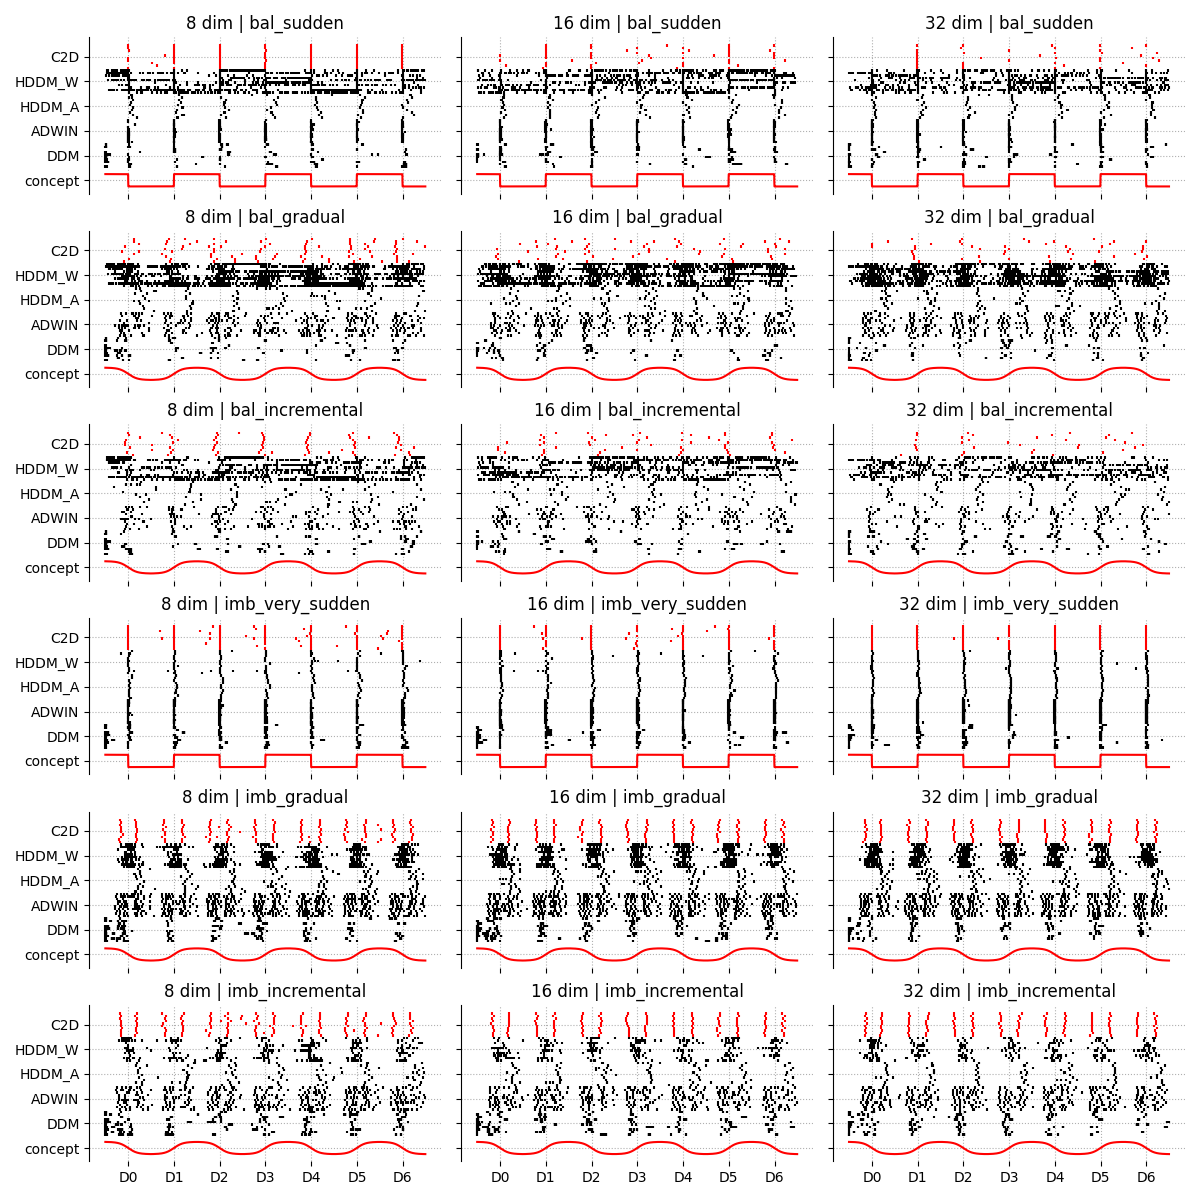 8 dim | bal_sudden
16 dim | bal_sudden
32 dim | bal_sudden
C2D
HDDM_W
HDDM_A
ADWIN
DDM
concept
8 dim | bal_gradual
16 dim | bal_gradual
32 dim | bal_gradual
C2D
HDDM_W
HDDM_A
ADWIN
DDM
concept
8 dim | bal_incremental
16 dim | bal_incremental
32 dim | bal_incremental
C2D
HDDM_W
HDDM_A
ADWIN
DDM
concept
8 dim | imb_very_sudden
16 dim | imb_very_sudden
32 dim | imb_very_sudden
C2D
HDDM_W
HDDM_A
ADWIN
DDM
concept
8 dim | imb_gradual
16 dim | imb_gradual
32 dim | imb_gradual
C2D
HDDM_W
HDDM_A
ADWIN
DDM
concept
8 dim | imb_incremental
16 dim | imb_incremental
32 dim | imb_incremental
C2D
HDDM_W
HDDM_A
ADWIN
DDM
concept
D0 D1 D2 D3 D4 D5 D6
D0 D1 D2 D3 D4 D5 D6
D0 D1 D2 D3 D4 D5 D6